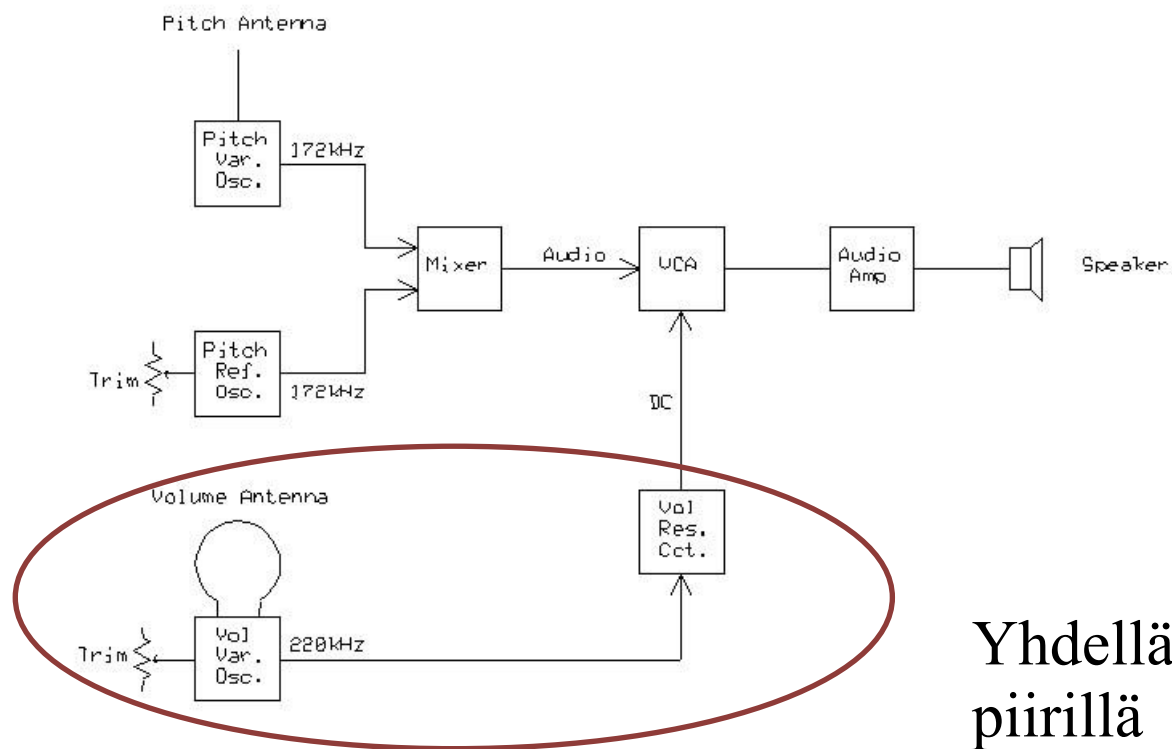 Pitch Antenna
Pitch
Var.
Osc.
172kHz
Mixer
Audio
VCA
Audio
Amp
Speaker
Trim
Pitch
Ref.
Osc.
172kHz
DC
Volume Antenna
Vol
Res.
Cct.
Trim
Vol
Var.
Osc.
220kHz
Yhdellä
piirillä